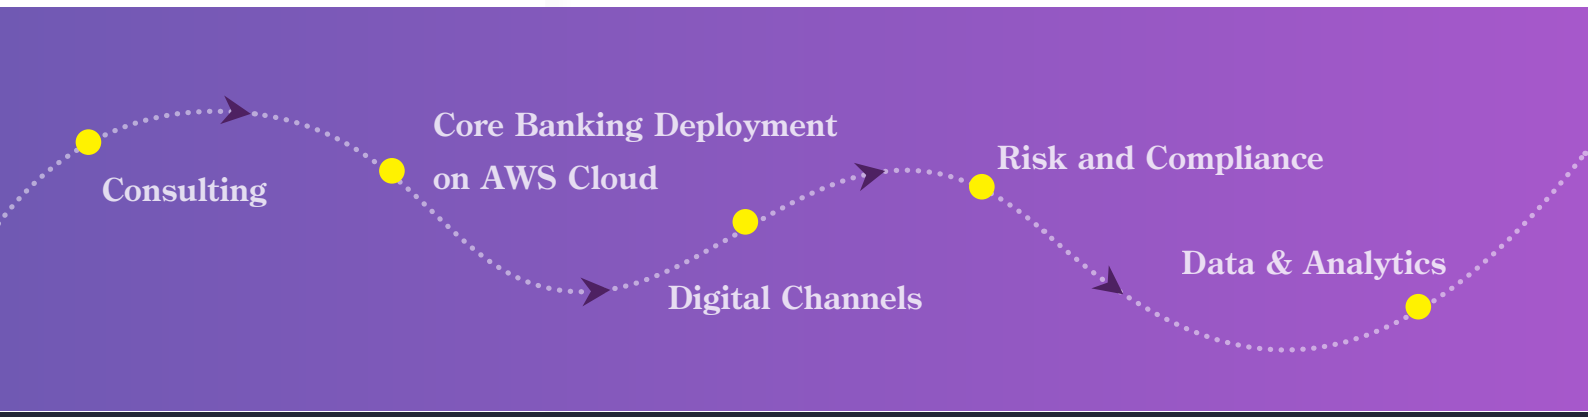 Consulting
Core Banking Deployment
on AWS Cloud
Digital Channels
Risk and Compliance
Data & Analytics